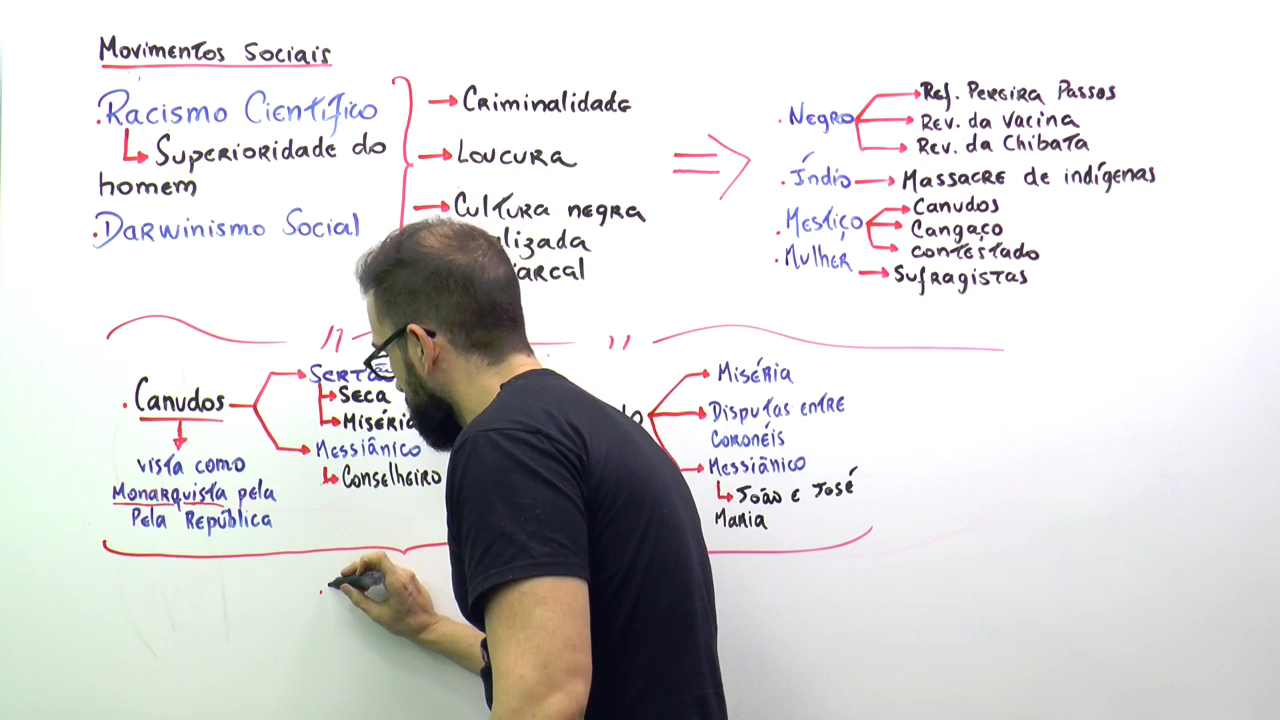 Movimentos Sociais
.Racismo Científico
Superioridade do
homem
.Darwinismo Social
Criminalidade
Loucura
Cultura negra
. Negro
Ref. Pereira Passos
Rev. da Vacina
Rev. da Chibata
. Índio
Massacre de indígenas
. Mestiço
Canudos
Cangaço
contestado
. Mulher
Sufragistas
. Canudos
vista como
Monarquista pela
Pela República
Seca
Miséria
Messiânico
Conselheiro
Miséria
Disputas entre
Coronéis
Messiânico
João e José
Maria